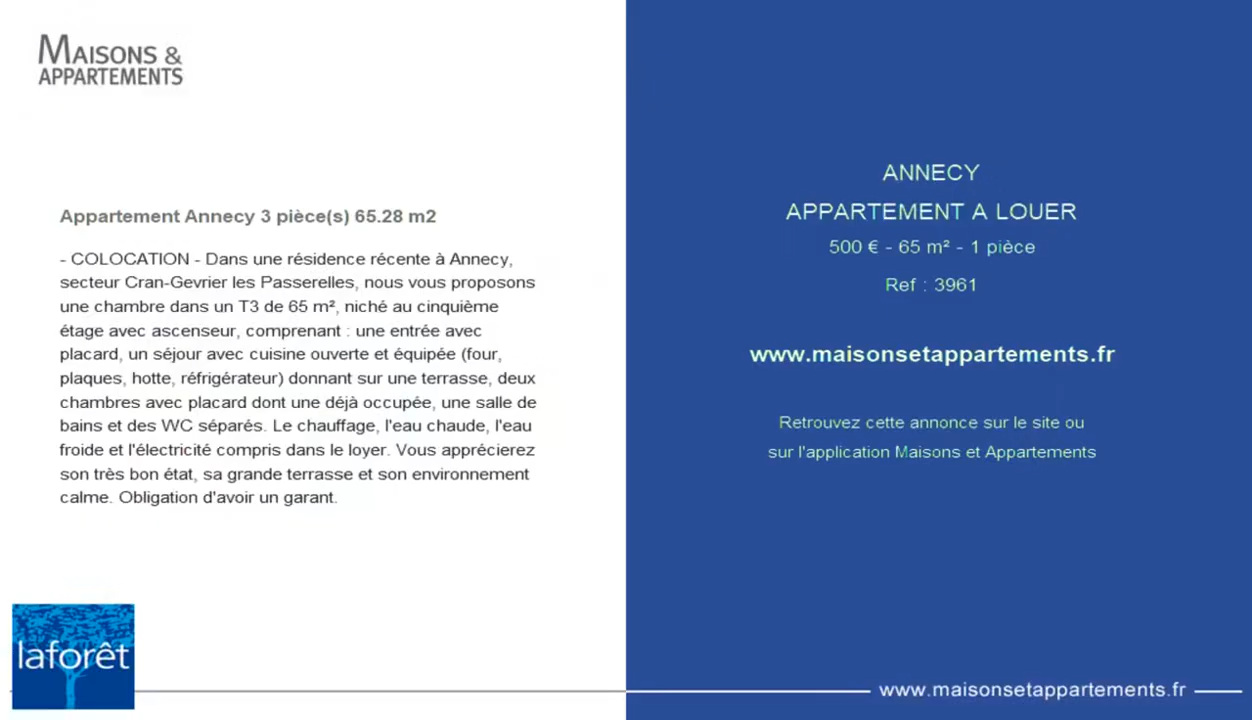 MAISONS &
APPARTEMENTS
Appartement Annecy 3 pièce(s) 65.28 m2
- COLOCATION - Dans une résidence récente à Annecy,
secteur Cran-Gevrier les Passerelles, nous vous proposons
une chambre dans un T3 de 65 m², niché au cinquième
étage avec ascenseur, comprenant : une entrée avec
placard, un séjour avec cuisine ouverte et équipée (four,
plaques, hotte, réfrigérateur) donnant sur une terrasse, deux
chambres avec placard dont une déjà occupée, une salle de
bains et des WC séparés. Le chauffage, l'eau chaude, l'eau
froide et l'électricité compris dans le loyer. Vous apprécierez
son très bon état, sa grande terrasse et son environnement
calme. Obligation d'avoir un garant.
laforêt
ANNECY
APPARTEMENT A LOUER
500 € - 65 m² - 1 pièce
Ref : 3961
www.maisonsetappartements.fr
Retrouvez cette annonce sur le site ou
sur l'application Maisons et Appartements
www.maisonsetappartements.fr